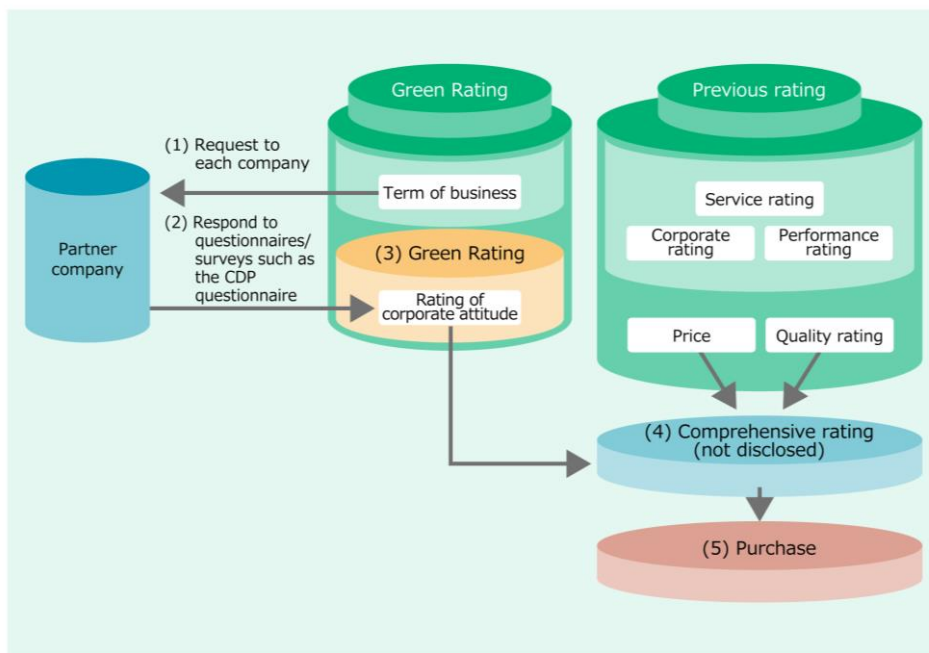 Green Rating
Previous rating
(1) Request to
each company
Term of business
(2) Respond to
questionnaires/
surveys such as
the CDP
questionnaire
Partner
company
(3) Green Rating
Rating of
corporate attitude
Service rating
Corporate
rating
Performance
rating
Price
Quality rating
(4) Comprehensive rating
(not disclosed)
(5) Purchase